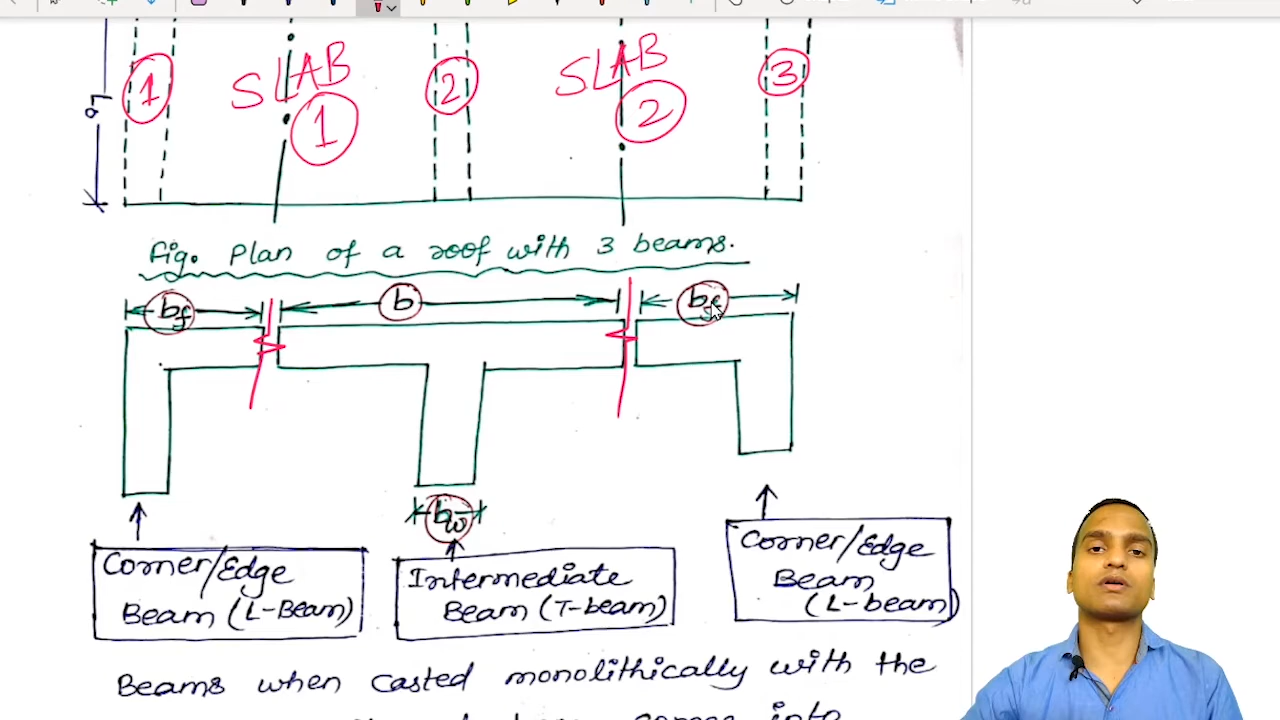 1 SLAB 2 SLAB 3
1 2
Lo
Fig. Plan of a roof with 3 beams.
bf b bf
bw
Corner/Edge
Beam (L-Beam)
Intermediate
Beam (T-beam)
Corner/Edge
Beam
(L-beam)
Beams when casted monolithically with the